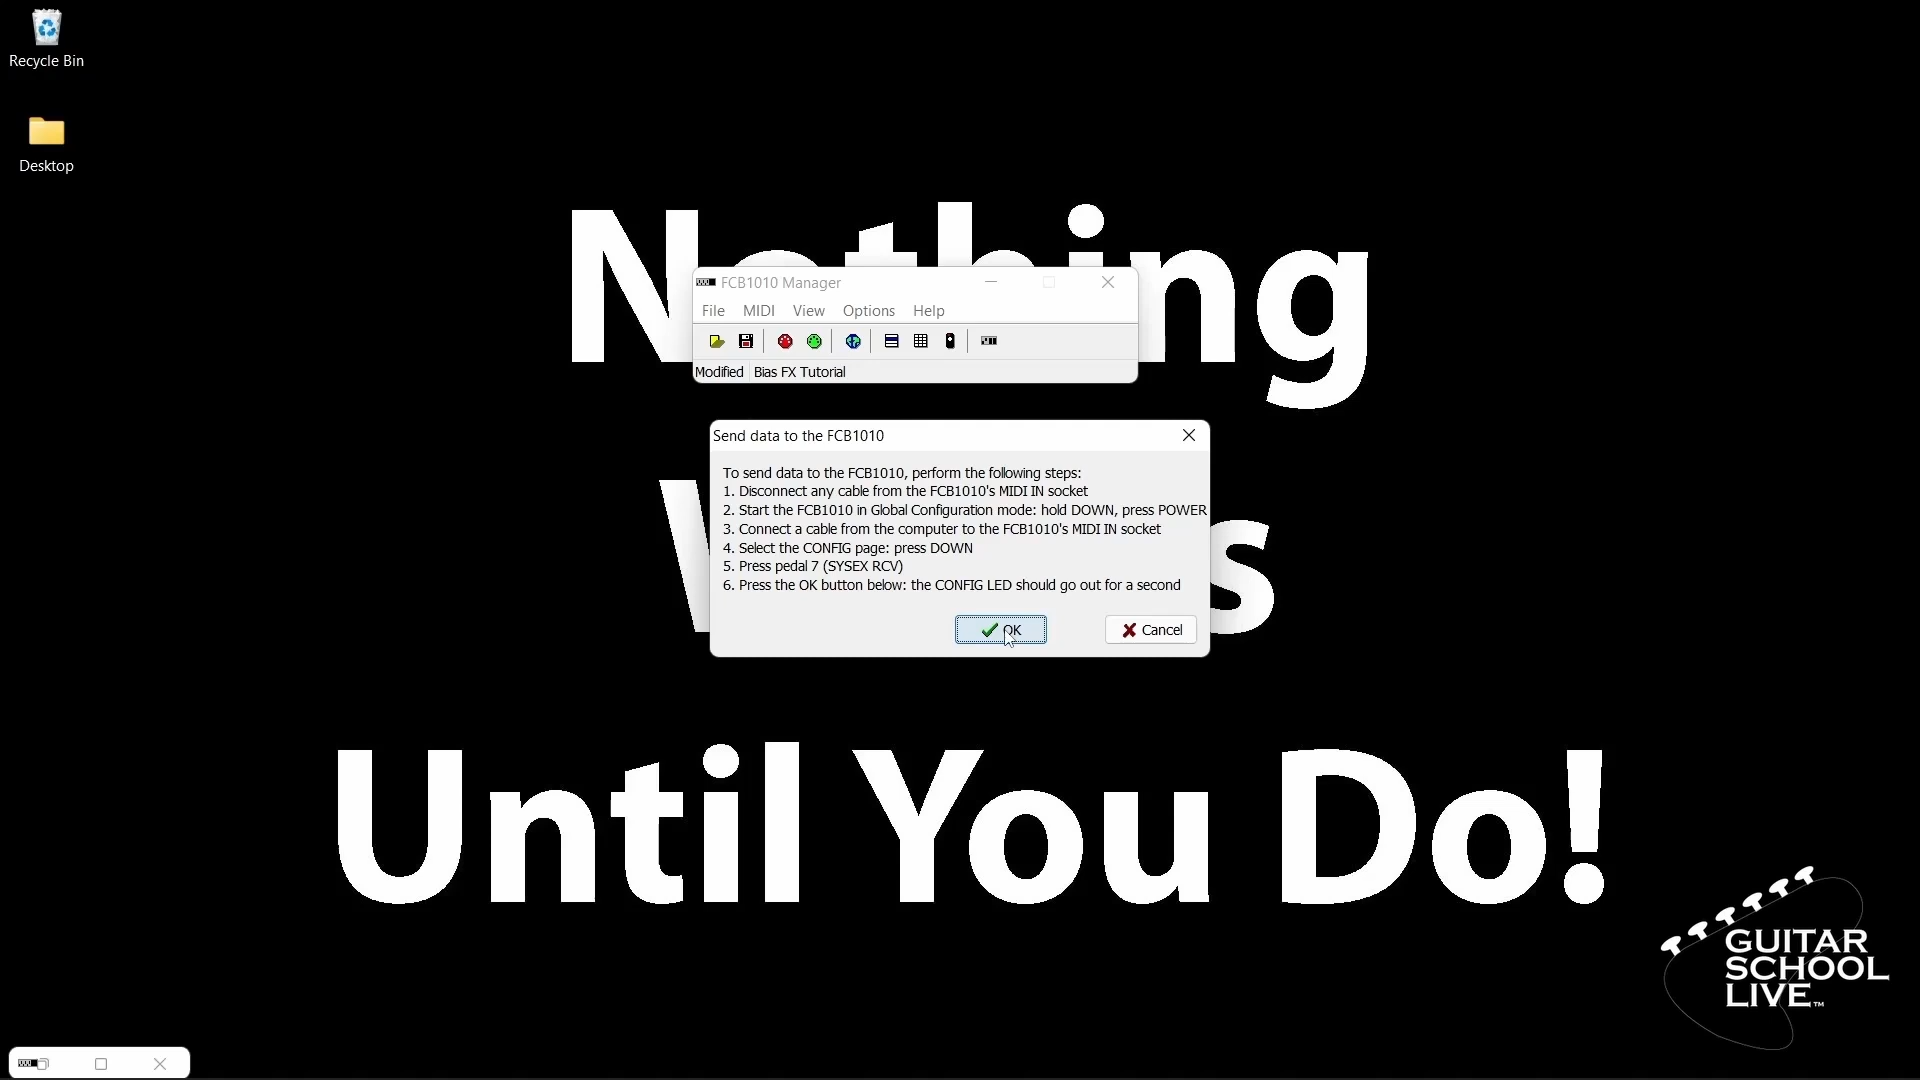 Recycle Bin
Desktop
Nothing
FCB1010 Manager
File MIDI View Options Help
Modified Bias FX Tutorial
Send data to the FCB1010
To send data to the FCB1010, perform the following steps:
1. Disconnect any cable from the FCB1010's MIDI IN socket
2. Start the FCB1010 in Global Configuration mode: hold DOWN, press POWER
3. Connect a cable from the computer to the FCB1010's MIDI IN socket
4. Select the CONFIG page: press DOWN
5. Press pedal 7 (SYSEX RCV)
6. Press the OK button below: the CONFIG LED should go out for a second
OK Cancel
Until You Do!
GUITAR
SCHOOL
LIVE™